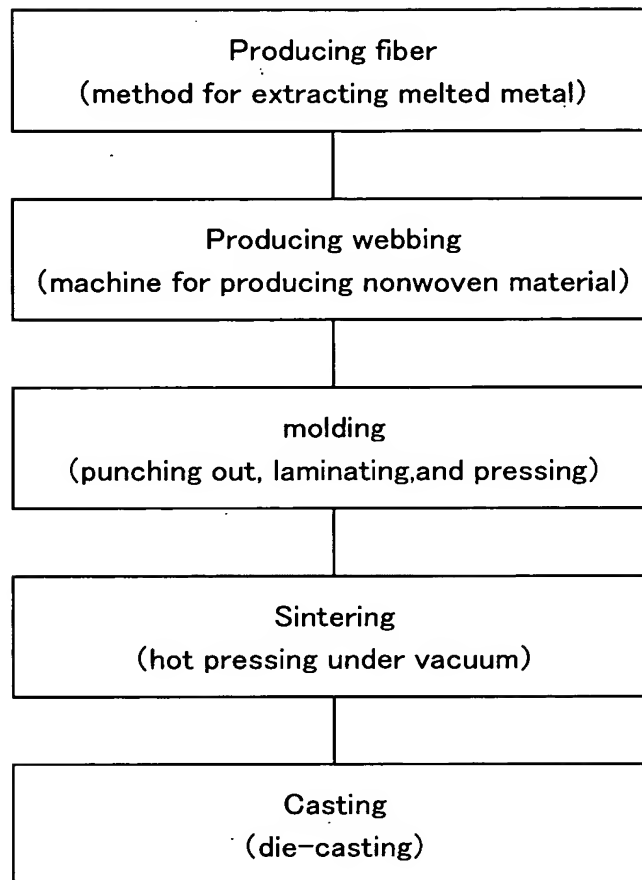 Producing fiber
(method for extracting melted metal)
Producing webbing
(machine for producing nonwoven material)
molding
(punching out, laminating,and pressing)
Sintering
(hot pressing under vacuum)
Casting
(die-casting)